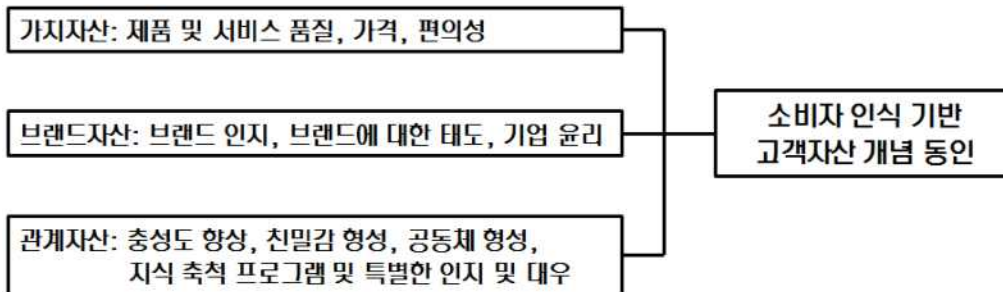 가치자산: 제품 및 서비스 품질, 가격, 편의성
브랜드자산: 브랜드 인지, 브랜드에 대한 태도, 기업 윤리
소비자 인식 기반
고객자산 개념 동인
관계자산: 충성도 향상, 친밀감 형성, 공동체 형성,
지식 축척 프로그램 및 특별한 인지 및 대우